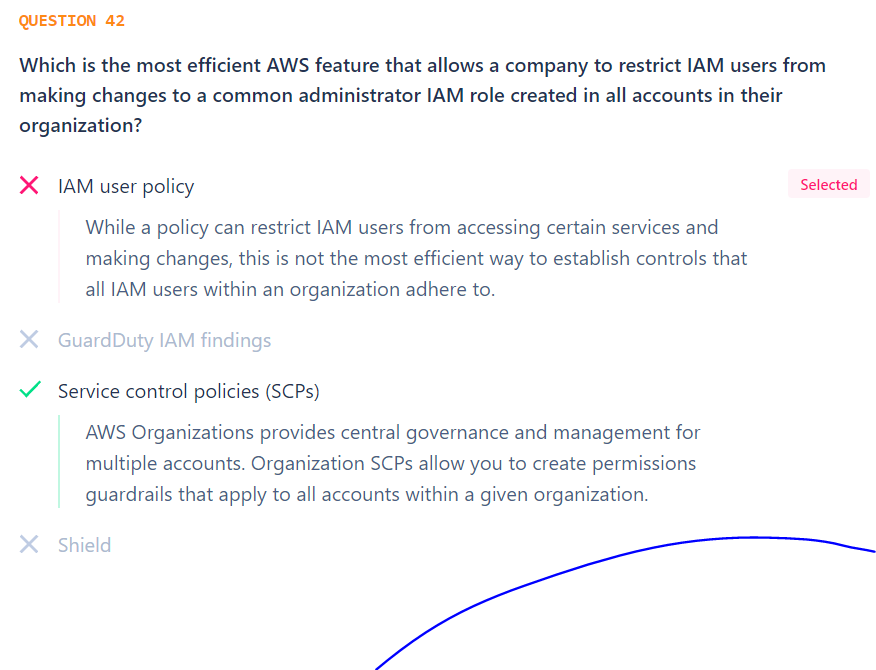 QUESTION 42
Which is the most efficient AWS feature that allows a company to restrict IAM users from
making changes to a common administrator IAM role created in all accounts in their
organization?
IAM user policy
Selected
While a policy can restrict IAM users from accessing certain services and
making changes, this is not the most efficient way to establish controls that
all IAM users within an organization adhere to.
GuardDuty IAM findings
Service control policies (SCPs)
AWS Organizations provides central governance and management for
multiple accounts. Organization SCPs allow you to create permissions
guardrails that apply to all accounts within a given organization.
Shield